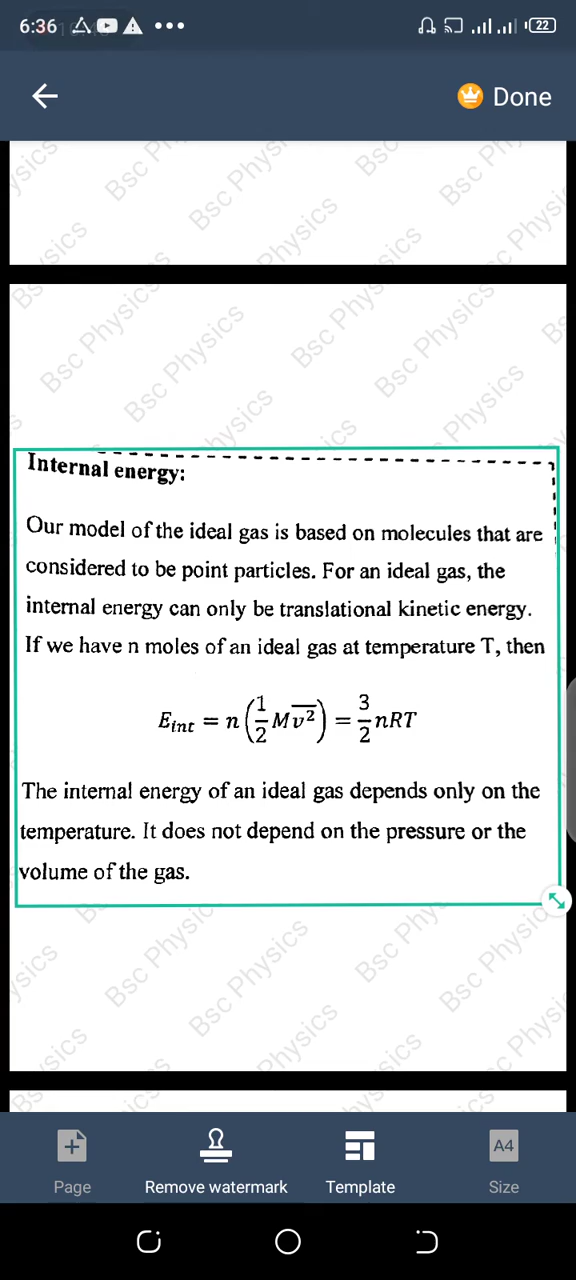 6:36
22
Done
Bsc Physics
Internal energy:
Our model of the ideal gas is based on molecules that are
considered to be point particles. For an ideal gas, the
internal energy can only be translational kinetic energy.
If we have n moles of an ideal gas at temperature T, then
E_int = n(1/2 M v̅²) = 3/2 nRT
The internal energy of an ideal gas depends only on the
temperature. It does not depend on the pressure or the
volume of the gas.
Page
Remove watermark
Template
A4
Size